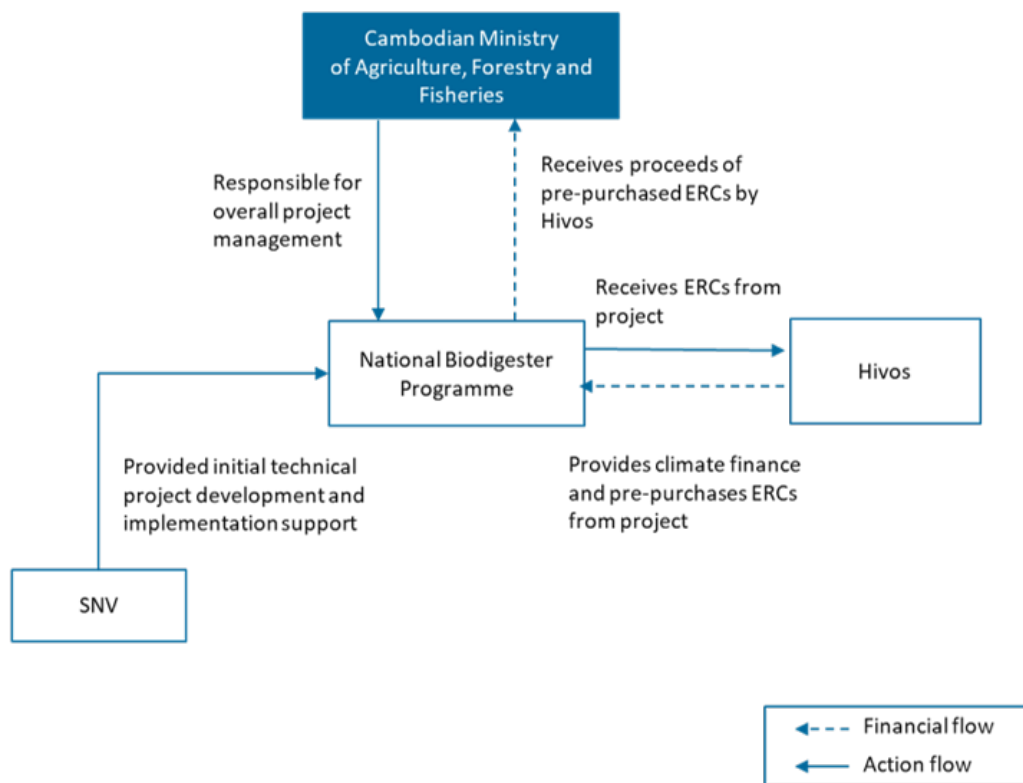 Cambodian Ministry
of Agriculture, Forestry and
Fisheries
Responsible for
overall project
management
Receives proceeds of
pre-purchased ERCs by
Hivos
Receives ERCs from
project
National Biodigester
Programme
Hivos
Provided initial technical
project development and
implementation support
Provides climate finance
and pre-purchases ERCs
from project
SNV
Financial flow
Action flow